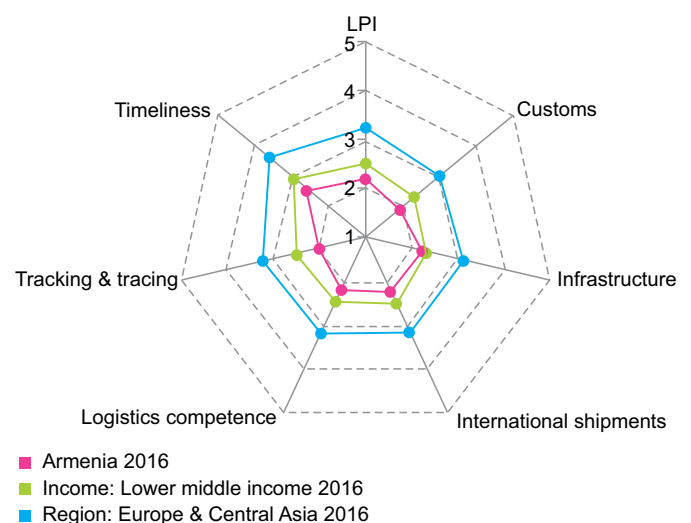 LPI
5
4
3
2
1
Timeliness
Customs
Tracking & tracing
Infrastructure
Logistics competence
International shipments
Armenia 2016
Income: Lower middle income 2016
Region: Europe & Central Asia 2016